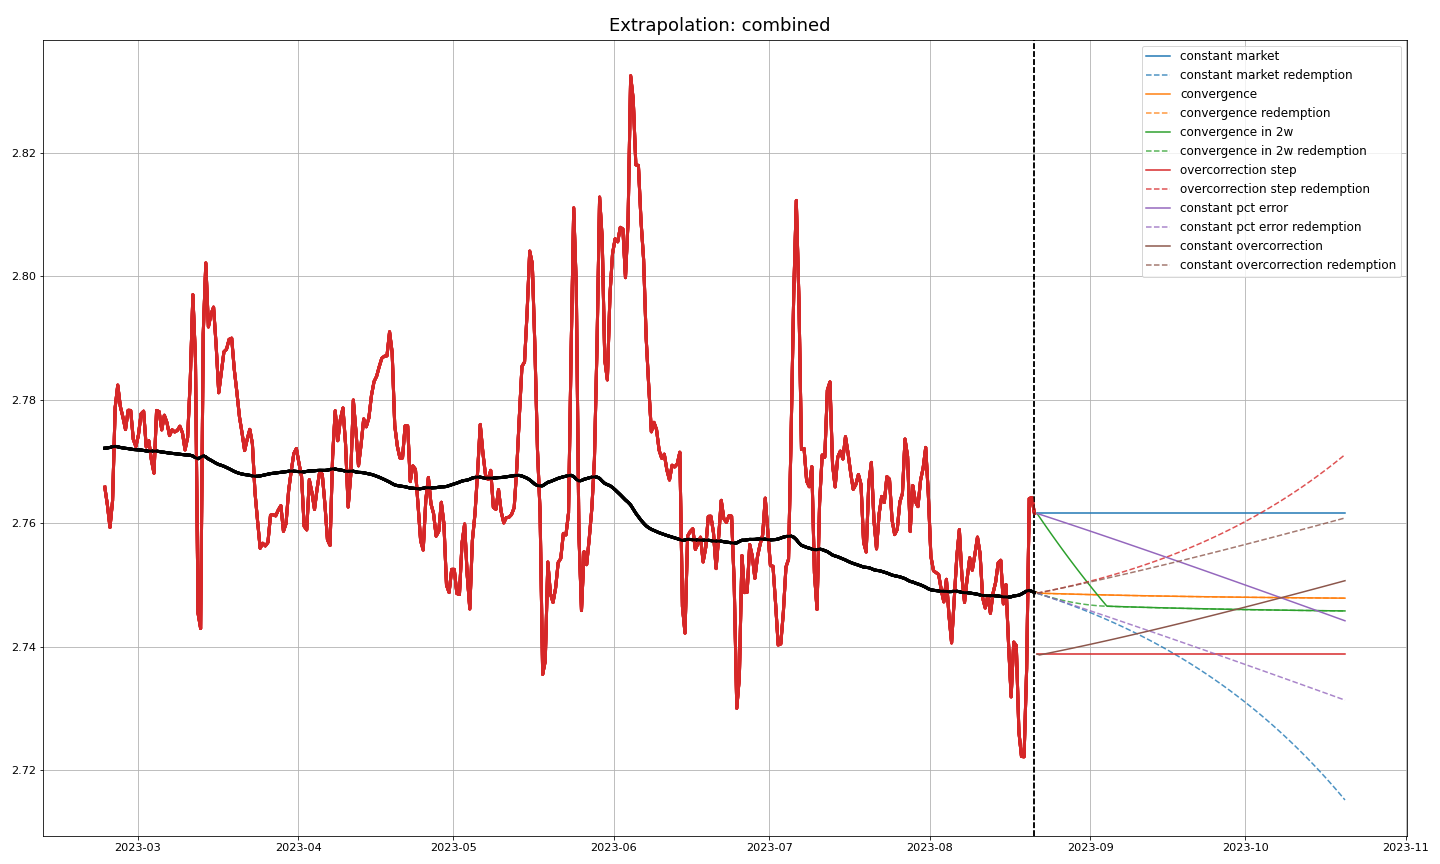 Extrapolation: combined
constant market
constant market redemption
convergence
convergence redemption
convergence in 2w
convergence in 2w redemption
overcorrection step
overcorrection step redemption
constant pct error
constant pct error redemption
constant overcorrection
constant overcorrection redemption
2.82
2.80
2.78
2.76
2.74
2.72
2023-03 2023-04 2023-05 2023-06 2023-07 2023-08 2023-09 2023-10 2023-11